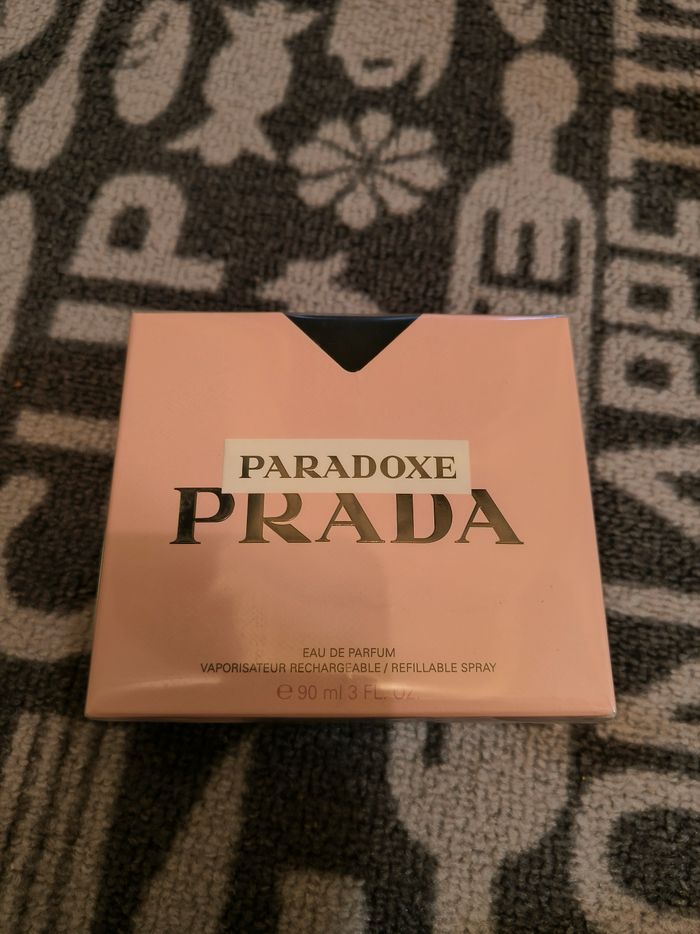 PARADOXE
PRADA
EAU DE PARFUM
VAPORISATEUR RECHARGEABLE / REFILLABLE SPRAY
℮ 90 ml 3 FL. OZ.